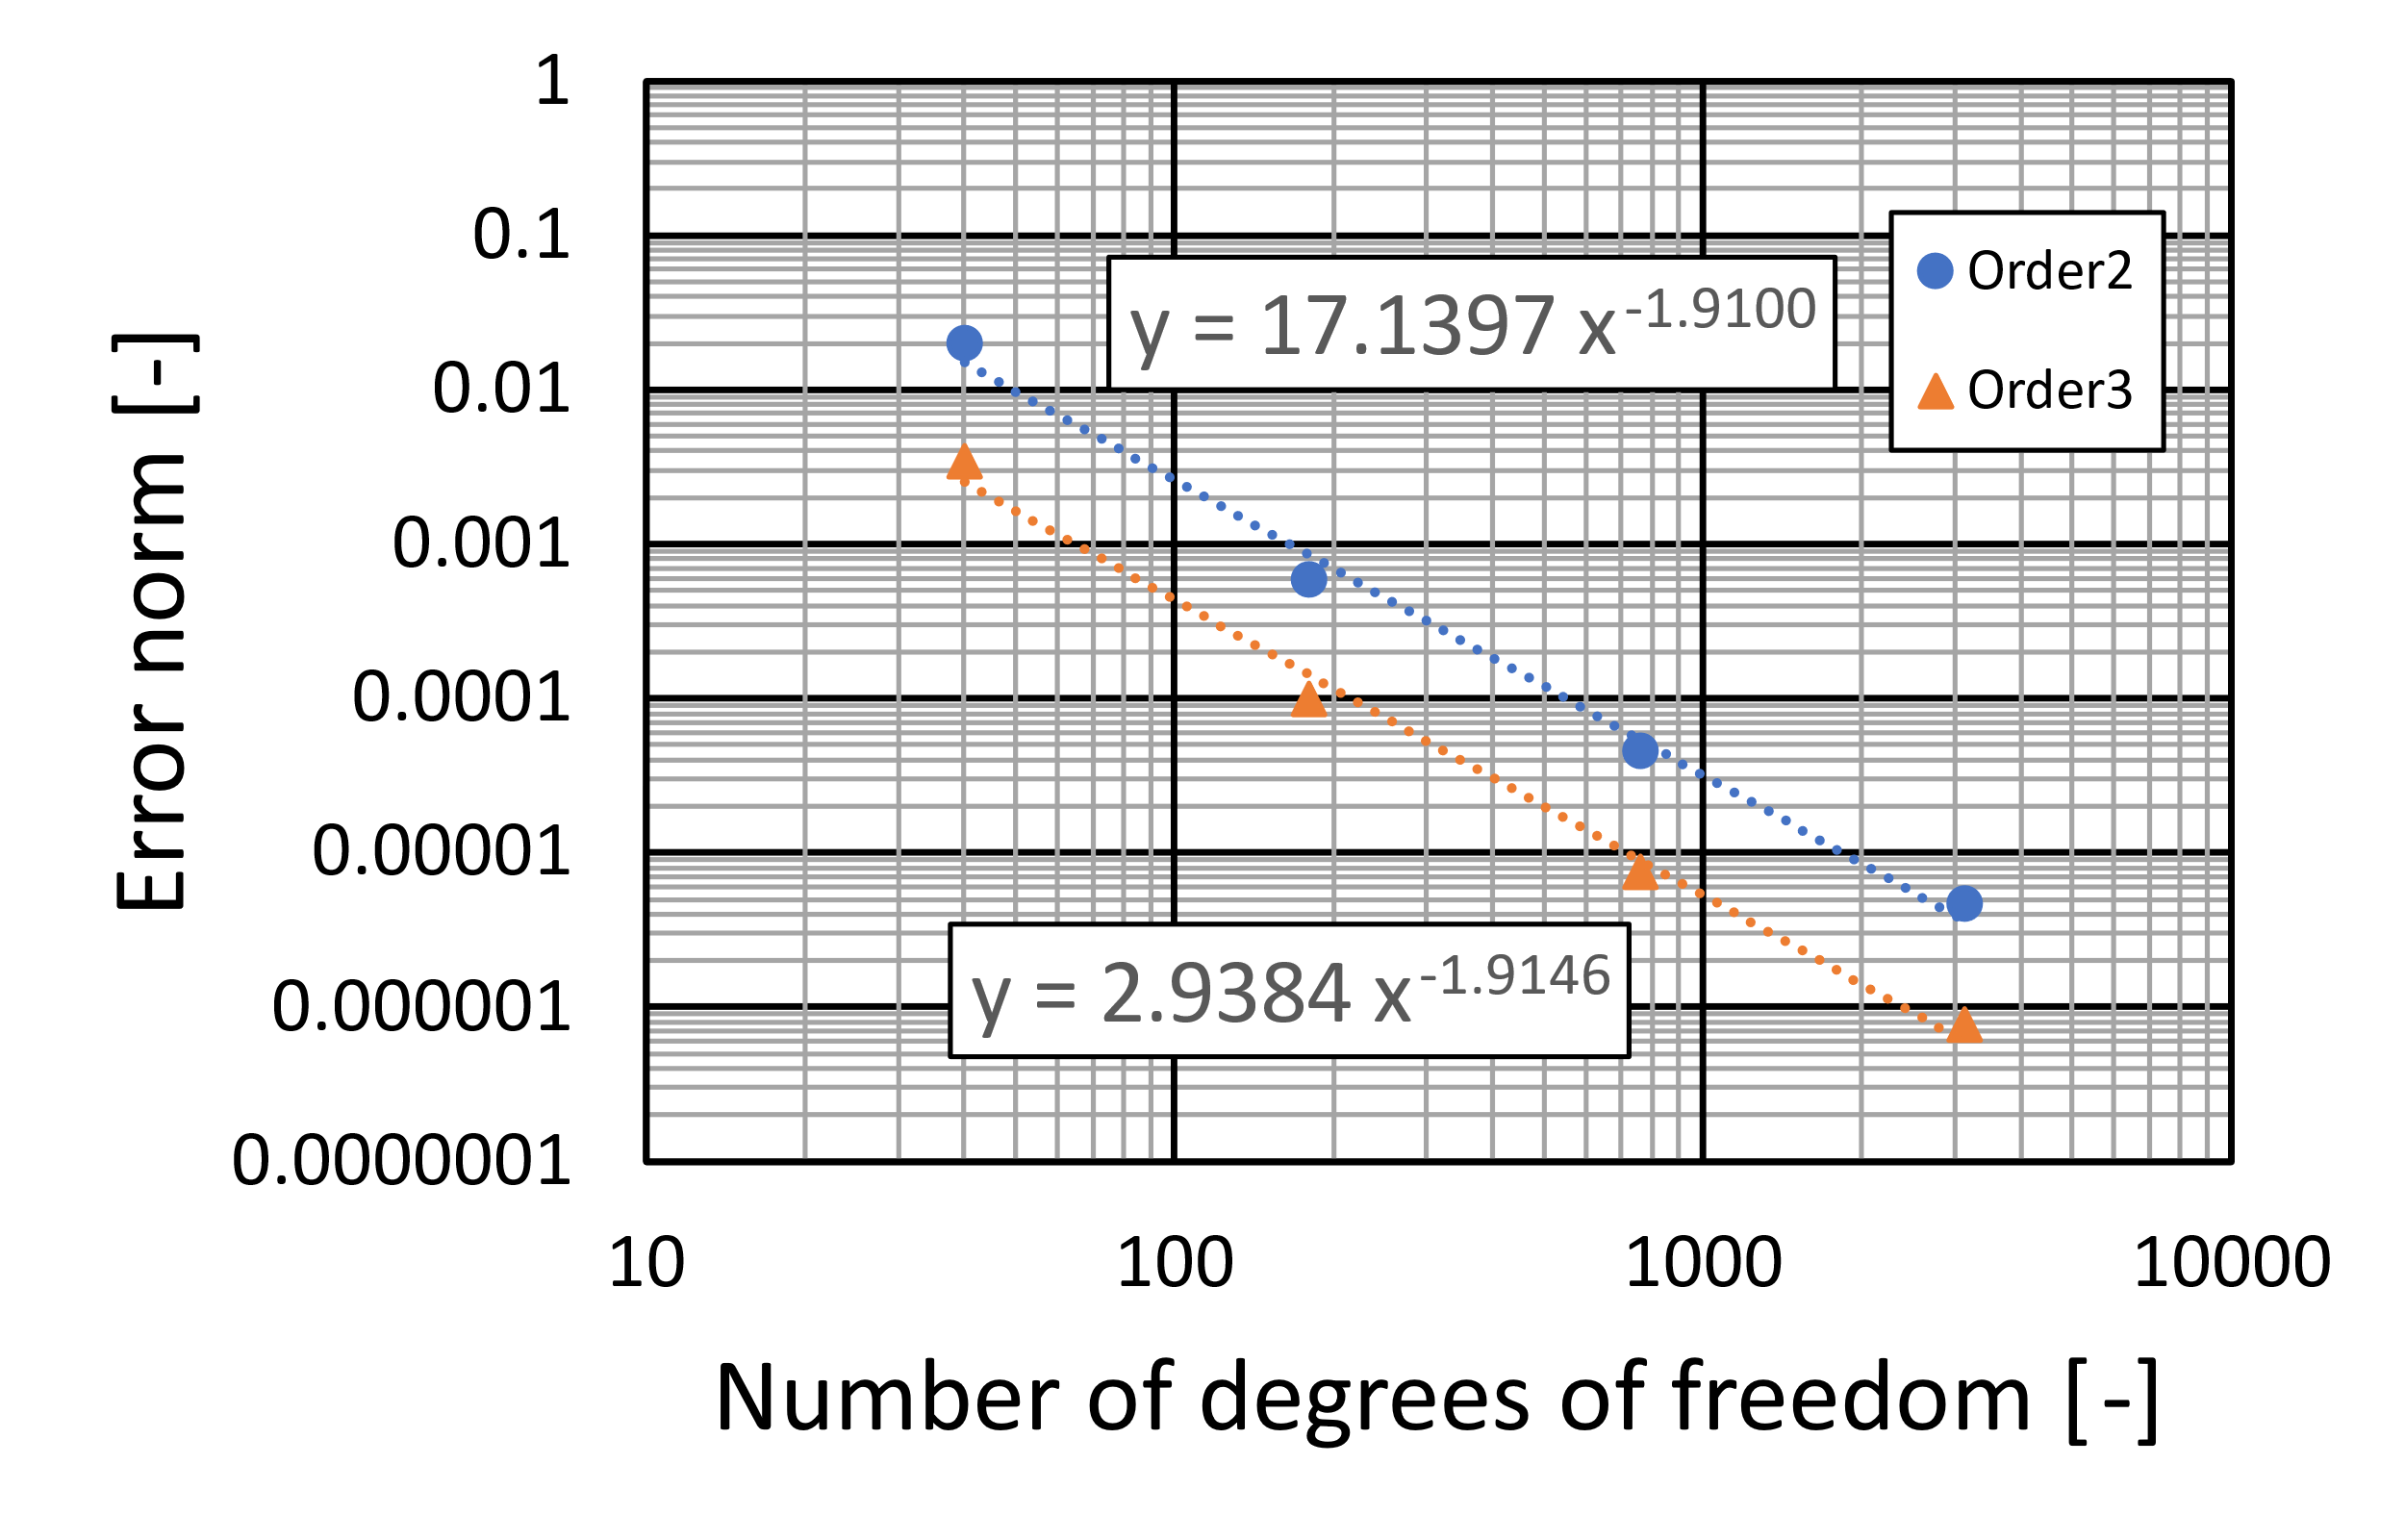 1
0.1
0.01
0.001
0.0001
0.00001
0.000001
0.0000001
Error norm [-]
y = 17.1397 x^-1.9100
Order2
Order3
y = 2.9384 x^-1.9146
10 100 1000 10000
Number of degrees of freedom [-]